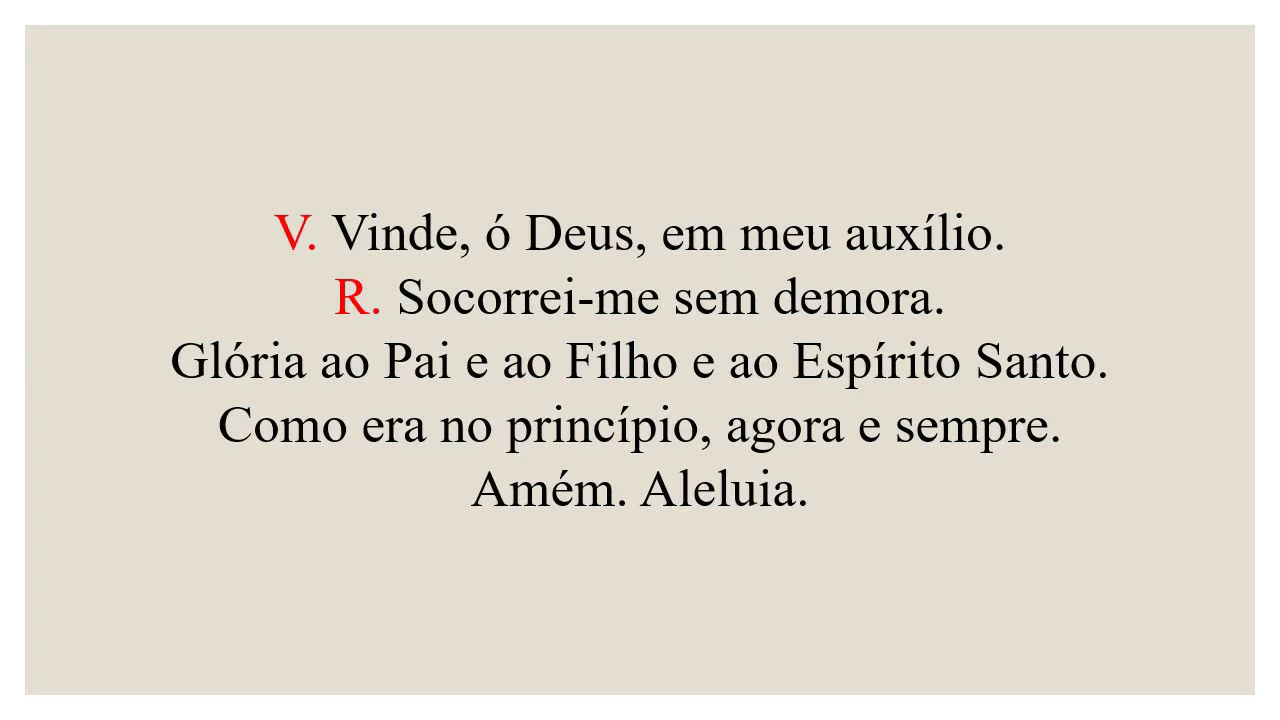 V. Vinde, ó Deus, em meu auxílio.
R. Socorrei-me sem demora.
Glória ao Pai e ao Filho e ao Espírito Santo.
Como era no princípio, agora e sempre.
Amém. Aleluia.